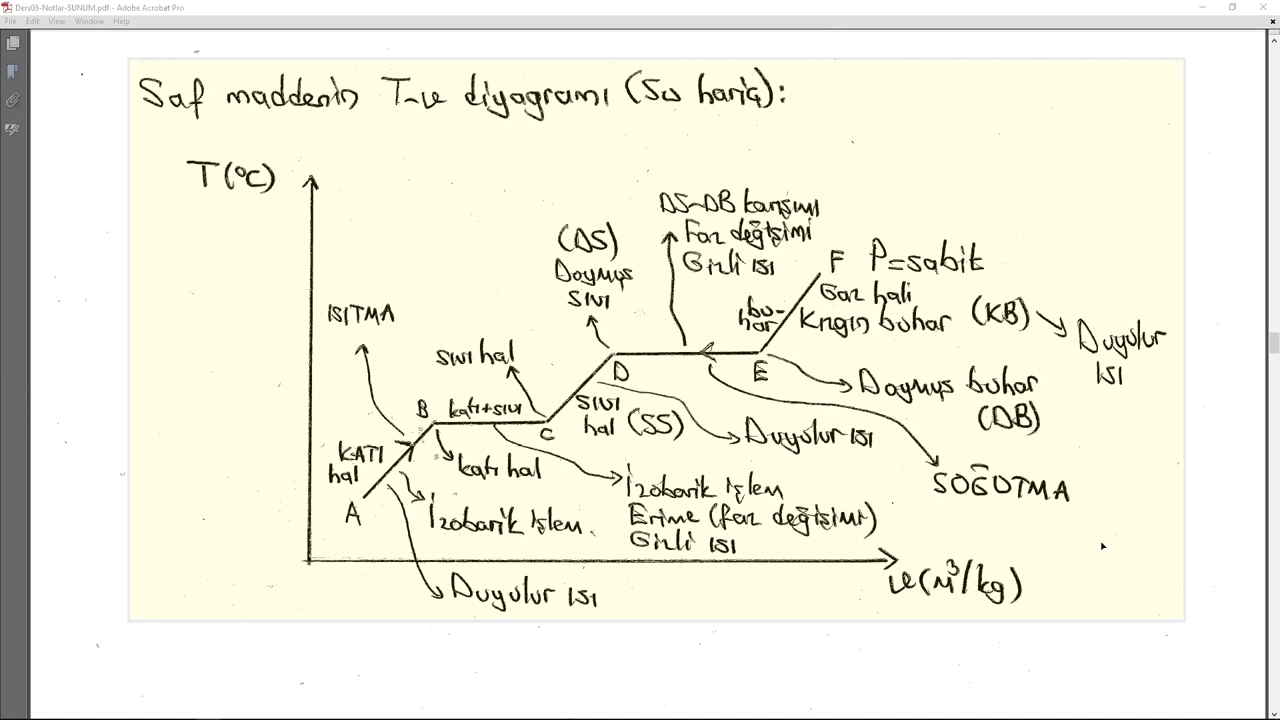 Ders03-Notlar-SUNUM.pdf - Adobe Acrobat Pro
File Edit View Window Help
Saf maddenin T-v diyagramı (Su hariç):
T(°C)
DS-DB karışımı
Faz değişimi
Gizli ısı
(DS)
Doymuş
sıvı
F P=sabit
Gaz hali
Kızgın buhar (KB)
bu-
har
Duyulur
ısı
ISITMA
sıvı hal
D
E
Doymuş buhar
(DB)
B
katı+sıvı
C
sıvı
hal (SS)
Duyulur ısı
KATI
hal
katı hal
SOĞUTMA
A
İzobarik işlem
İzobarik işlem
Erime (faz değişimi)
Gizli ısı
Duyulur ısı
v(m³/kg)